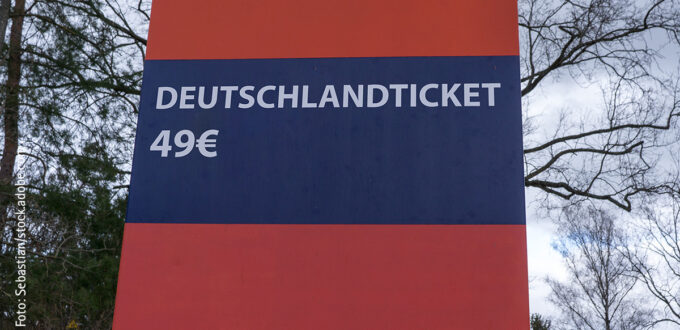 DEUTSCHLANDTICKET
49€
Foto: Sebastian/stock.adobe